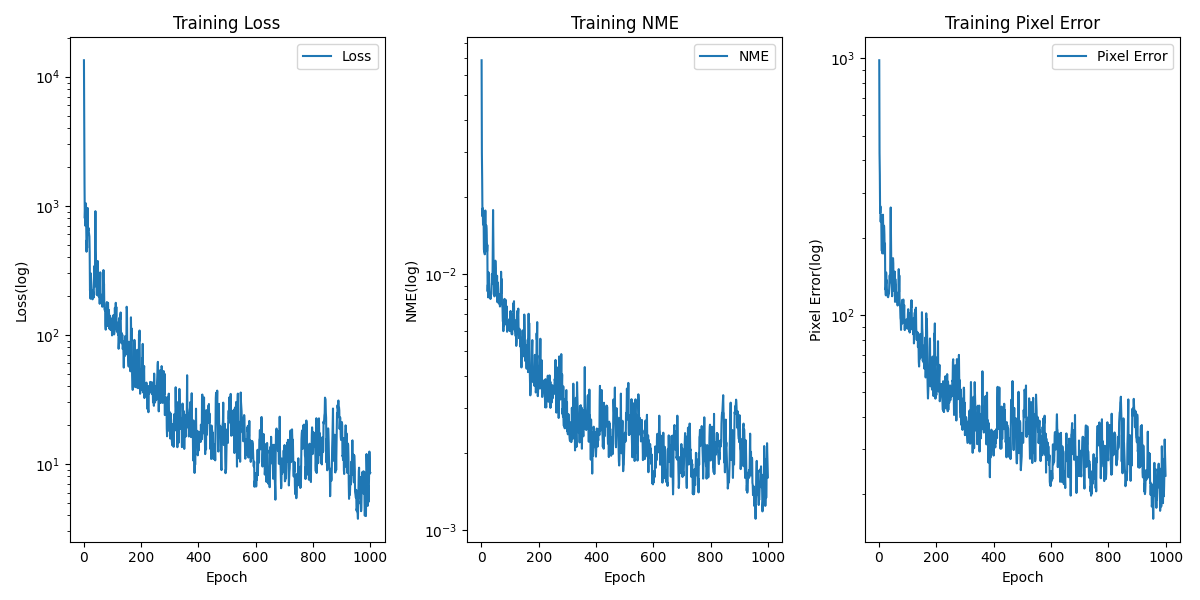 Training Loss
Loss
10^4
10^3
10^2
10^1
Loss(log)
0 200 400 600 800 1000
Epoch
Training NME
NME
10^−2
10^−3
NME(log)
0 200 400 600 800 1000
Epoch
Training Pixel Error
Pixel Error
10^3
10^2
Pixel Error(log)
0 200 400 600 800 1000
Epoch